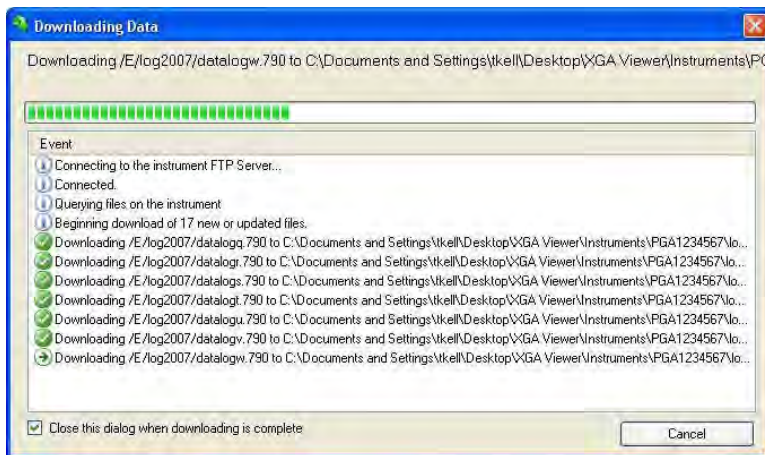 Downloading Data
Downloading /E/log2007/datalogw.790 to C:\Documents and Settings\tkell\Desktop\XGA Viewer\Instruments\PG
Event
Connecting to the instrument FTP Server...
Connected.
Querying files on the instrument
Beginning download of 17 new or updated files.
Downloading /E/log2007/datalogq.790 to C:\Documents and Settings\tkell\Desktop\XGA Viewer\Instruments\PGA1234567\lo...
Downloading /E/log2007/datalogr.790 to C:\Documents and Settings\tkell\Desktop\XGA Viewer\Instruments\PGA1234567\lo...
Downloading /E/log2007/datalogs.790 to C:\Documents and Settings\tkell\Desktop\XGA Viewer\Instruments\PGA1234567\lo...
Downloading /E/log2007/datalogt.790 to C:\Documents and Settings\tkell\Desktop\XGA Viewer\Instruments\PGA1234567\lo...
Downloading /E/log2007/datalogu.790 to C:\Documents and Settings\tkell\Desktop\XGA Viewer\Instruments\PGA1234567\lo...
Downloading /E/log2007/datalogv.790 to C:\Documents and Settings\tkell\Desktop\XGA Viewer\Instruments\PGA1234567\lo...
Downloading /E/log2007/datalogw.790 to C:\Documents and Settings\tkell\Desktop\XGA Viewer\Instruments\PGA1234567\lo...
Close this dialog when downloading is complete
Cancel